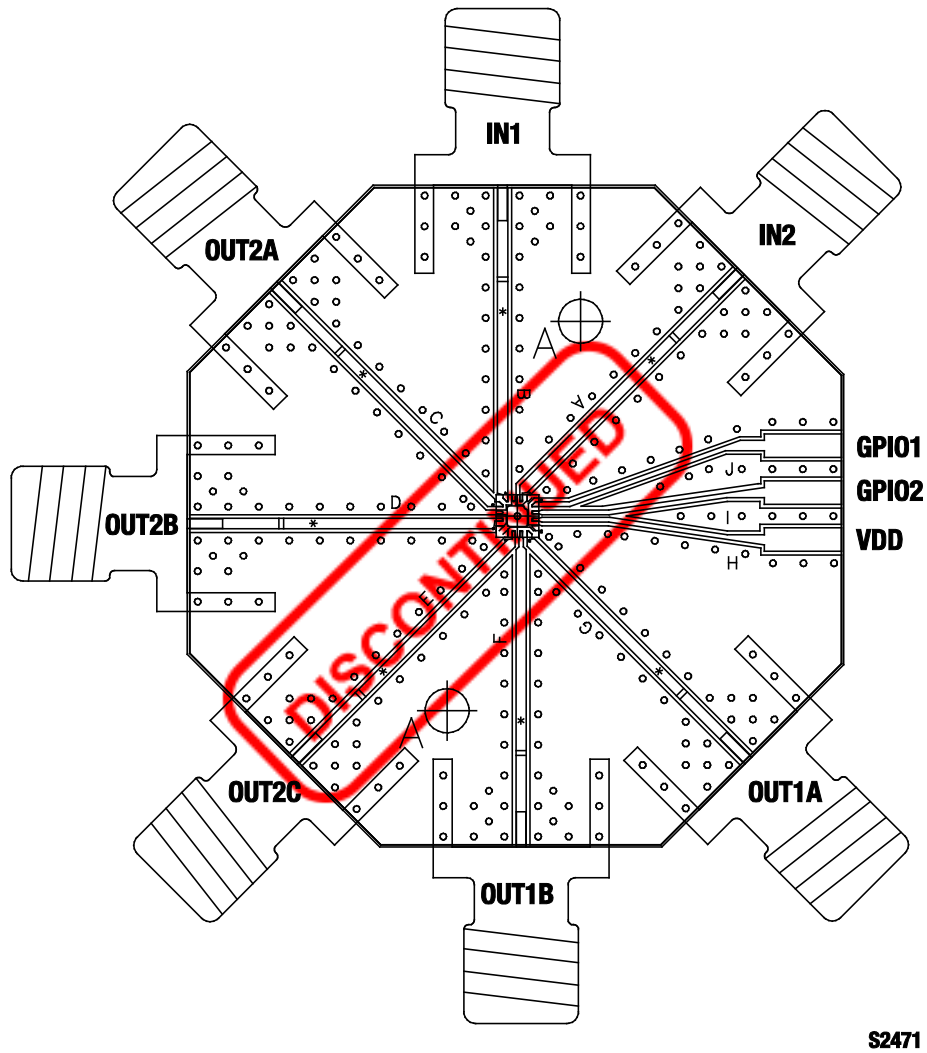 IN1
OUT2A
IN2
*
A
*
*
B
A
C
GPIO1
J
GPIO2
D
OUT2B
*
I
VDD
H
DISCONTINUED
E
G
F
*
*
*
A
OUT2C
OUT1A
OUT1B
S2471